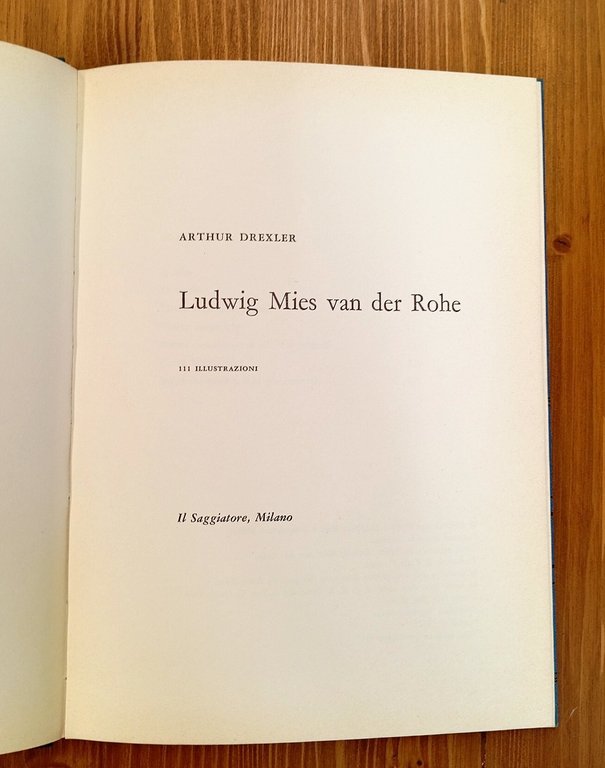 ARTHUR DREXLER
Ludwig Mies van der Rohe
111 ILLUSTRAZIONI
Il Saggiatore, Milano